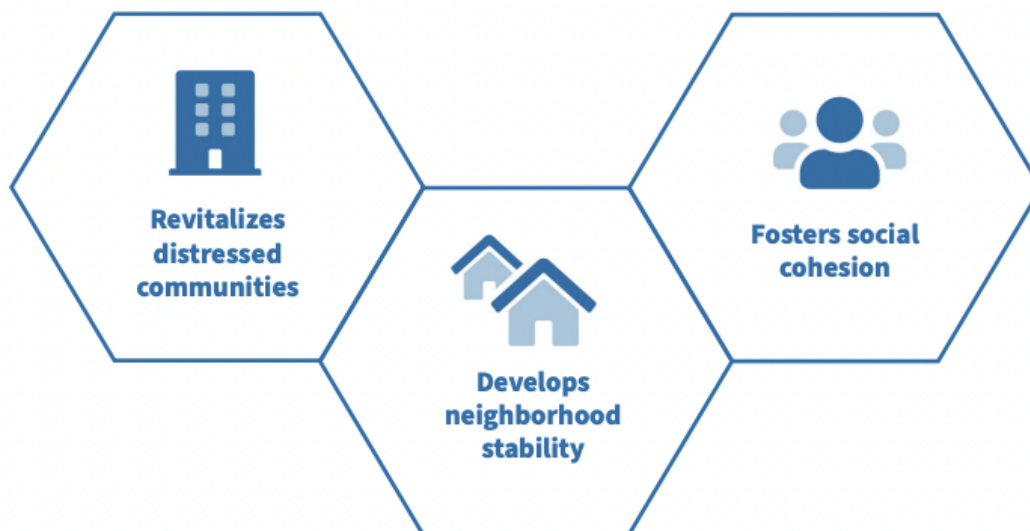 Revitalizes
distressed
communities
Develops
neighborhood
stability
Fosters social
cohesion